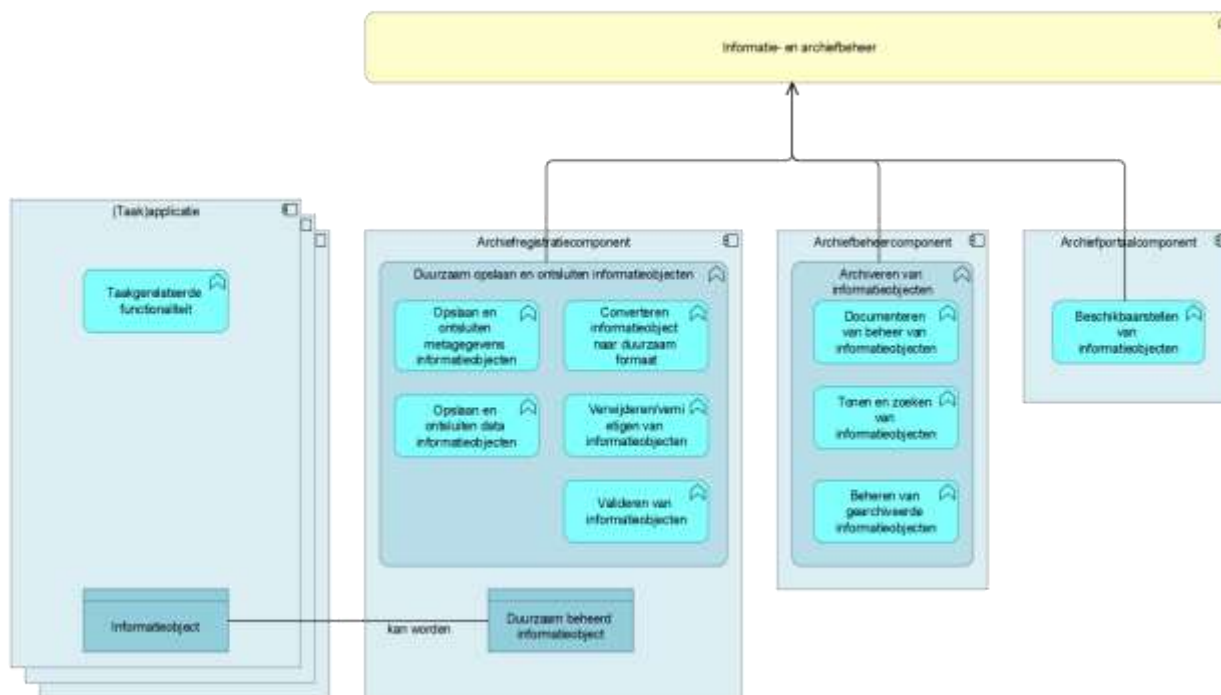 Informatie- en archiefbeheer
(Taak)applicatie
Taakgerelateerde
functionaliteit
Informatieobject
kan worden
Archiefregistratiecomponent
Duurzaam opslaan en ontsluiten informatieobjecten
Opslaan en
ontsluiten
metagegevens
informatieobjecten
Converteren
informatieobject
naar duurzaam
formaat
Opslaan en
ontsluiten data
informatieobjecten
Verwijderen/verni
etigen van
informatieobjecten
Valideren van
informatieobjecten
Duurzaam beheerd
informatieobject
Archiefbeheercomponent
Archiveren van
informatieobjecten
Documenteren
van beheer van
informatieobjecten
Tonen en zoeken
van
informatieobjecten
Beheren van
gearchiveerde
informatieobjecten
Archiefportaalcomponent
Beschikbaarstellen
van
informatieobjecten